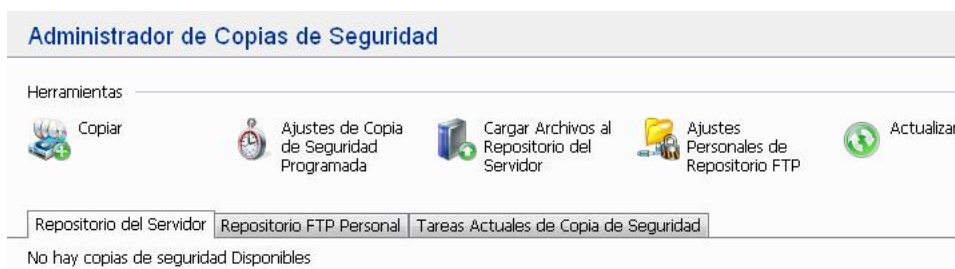 Administrador de Copias de Seguridad
Herramientas
Copiar
Ajustes de Copia
de Seguridad
Programada
Cargar Archivos al
Repositorio del
Servidor
Ajustes
Personales de
Repositorio FTP
Actualizar
Repositorio del Servidor
Repositorio FTP Personal
Tareas Actuales de Copia de Seguridad
No hay copias de seguridad Disponibles